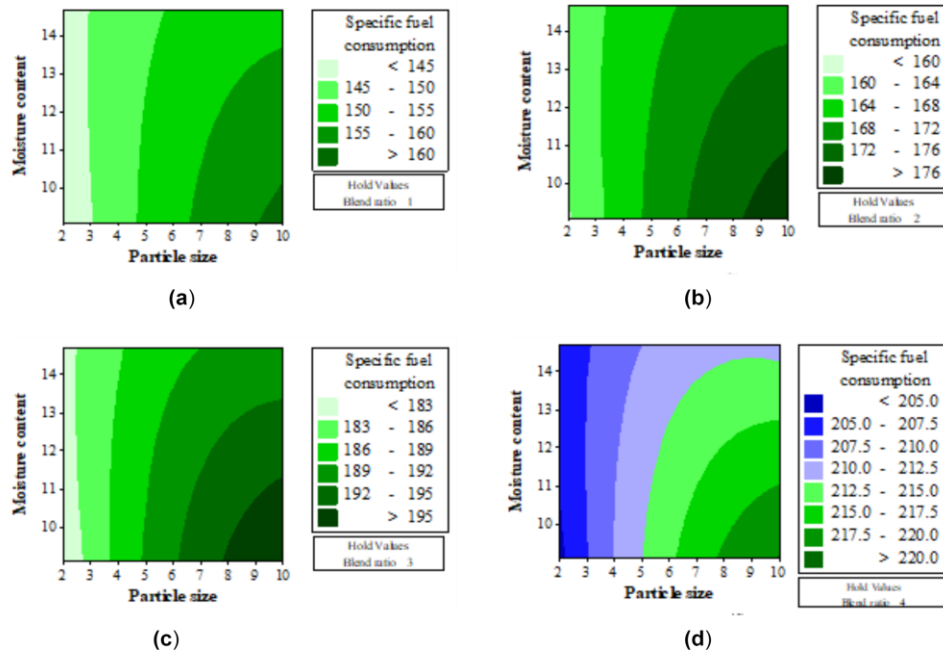 Specific fuel
consumption
< 145
145 - 150
150 - 155
155 - 160
> 160
Hold Values
Blend ratio 1
Moisture content
14
13
12
11
10
2 3 4 5 6 7 8 9 10
Particle size
(a)
Specific fuel
consumption
< 160
160 - 164
164 - 168
168 - 172
172 - 176
> 176
Hold Values
Blend ratio 2
Moisture content
14
13
12
11
10
2 3 4 5 6 7 8 9 10
Particle size
(b)
Specific fuel
consumption
< 183
183 - 186
186 - 189
189 - 192
192 - 195
> 195
Hold Values
Blend ratio 3
Moisture content
14
13
12
11
10
2 3 4 5 6 7 8 9 10
Particle size
(c)
Specific fuel
consumption
< 205.0
205.0 - 207.5
207.5 - 210.0
210.0 - 212.5
212.5 - 215.0
215.0 - 217.5
217.5 - 220.0
> 220.0
Hold Values
Blend ratio 4
Moisture content
14
13
12
11
10
2 3 4 5 6 7 8 9 10
Particle size
(d)